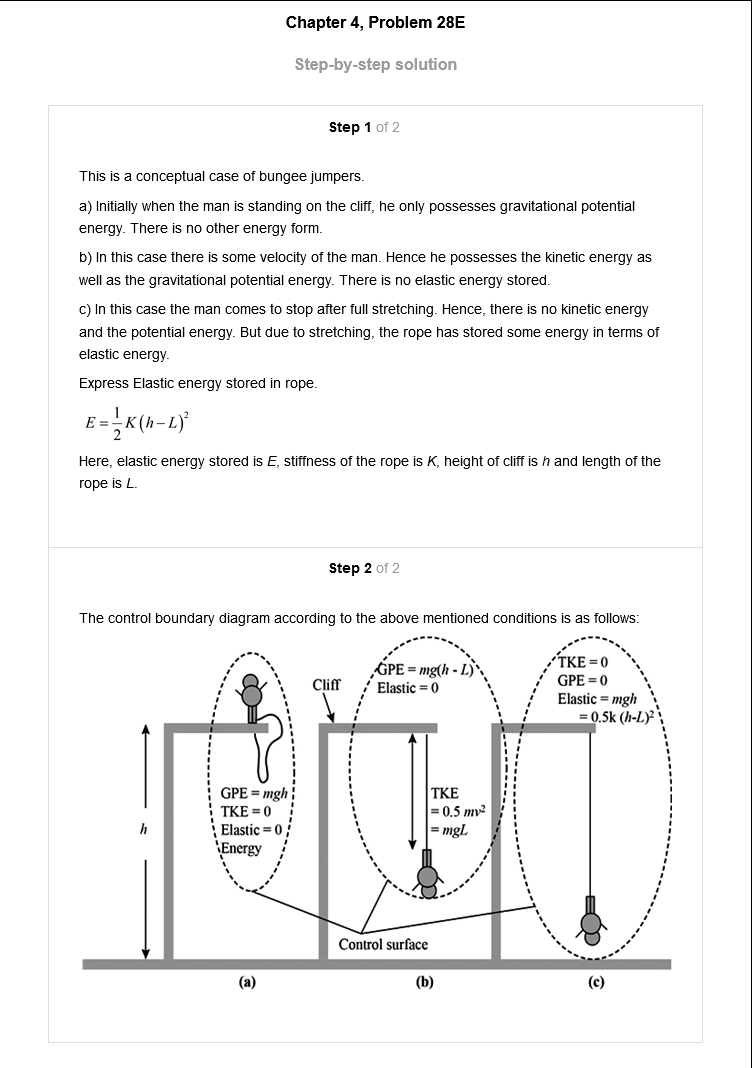 Chapter 4, Problem 28E
Step-by-step solution
Step 1 of 2
This is a conceptual case of bungee jumpers.
a) Initially when the man is standing on the cliff, he only possesses gravitational potential
energy. There is no other energy form.
b) In this case there is some velocity of the man. Hence he possesses the kinetic energy as
well as the gravitational potential energy. There is no elastic energy stored.
c) In this case the man comes to stop after full stretching. Hence, there is no kinetic energy
and the potential energy. But due to stretching, the rope has stored some energy in terms of
elastic energy.
Express Elastic energy stored in rope.
E = 1/2 K(h − L)²
Here, elastic energy stored is E, stiffness of the rope is K, height of cliff is h and length of the
rope is L.
Step 2 of 2
The control boundary diagram according to the above mentioned conditions is as follows:
Cliff
h
GPE = mgh
TKE = 0
Elastic = 0
Energy
GPE = mg(h - L)
Elastic = 0
TKE
= 0.5 mv²
= mgL
TKE = 0
GPE = 0
Elastic = mgh
= 0.5k (h-L)²
Control surface
(a)
(b)
(c)